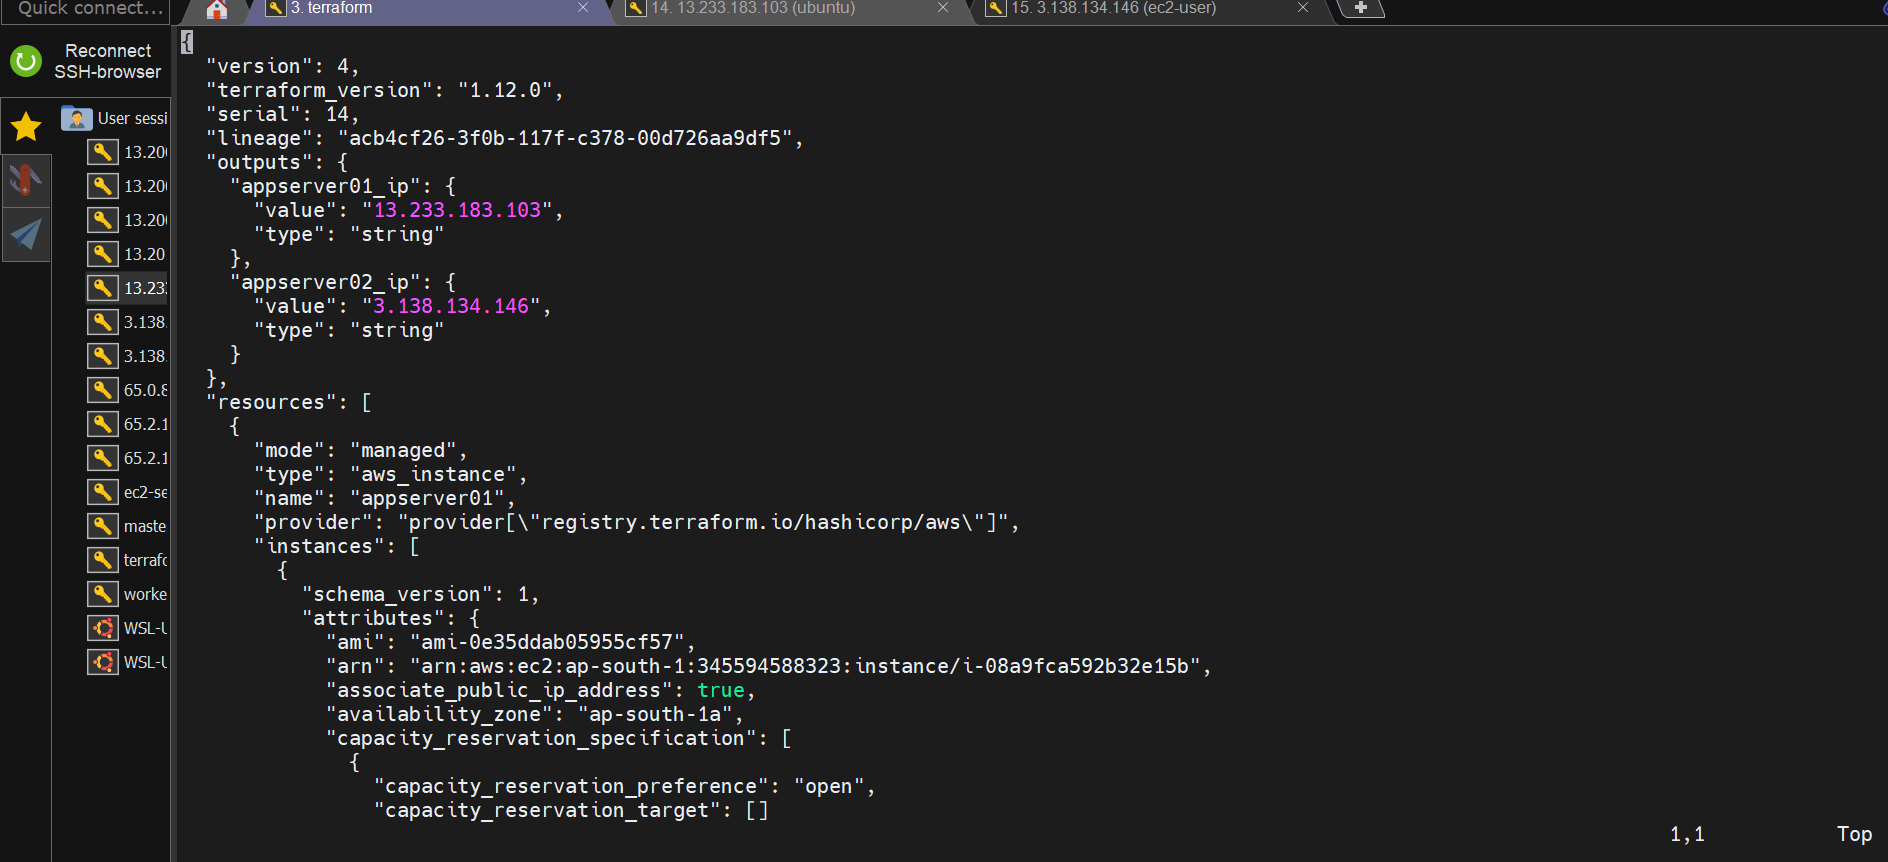 Quick connect...
3. terraform
14. 13.233.183.103 (ubuntu)
15. 3.138.134.146 (ec2-user)
Reconnect
SSH-browser
User sessi
13.20
13.20
13.20
13.20
13.23
3.138.
3.138.
65.0.8
65.2.1
65.2.1
ec2-se
maste
terrafo
worke
WSL-U
WSL-U
{
"version": 4,
"terraform_version": "1.12.0",
"serial": 14,
"lineage": "acb4cf26-3f0b-117f-c378-00d726aa9df5",
"outputs": {
"appserver01_ip": {
"value": "13.233.183.103",
"type": "string"
},
"appserver02_ip": {
"value": "3.138.134.146",
"type": "string"
}
},
"resources": [
{
"mode": "managed",
"type": "aws_instance",
"name": "appserver01",
"provider": "provider[\"registry.terraform.io/hashicorp/aws\"]",
"instances": [
{
"schema_version": 1,
"attributes": {
"ami": "ami-0e35ddab05955cf57",
"arn": "arn:aws:ec2:ap-south-1:345594588323:instance/i-08a9fca592b32e15b",
"associate_public_ip_address": true,
"availability_zone": "ap-south-1a",
"capacity_reservation_specification": [
{
"capacity_reservation_preference": "open",
"capacity_reservation_target": []
1,1 Top